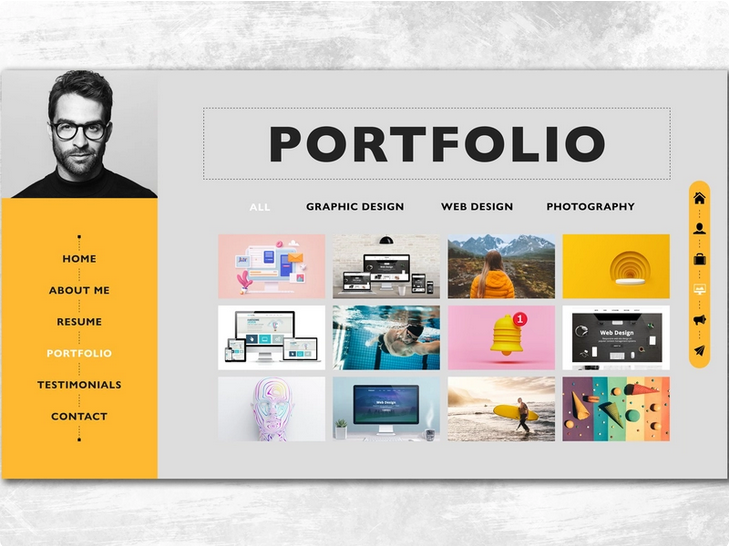 PORTFOLIO
ALL
GRAPHIC DESIGN
WEB DESIGN
PHOTOGRAPHY
HOME
ABOUT ME
RESUME
PORTFOLIO
TESTIMONIALS
CONTACT
1
Web Design
Web Design